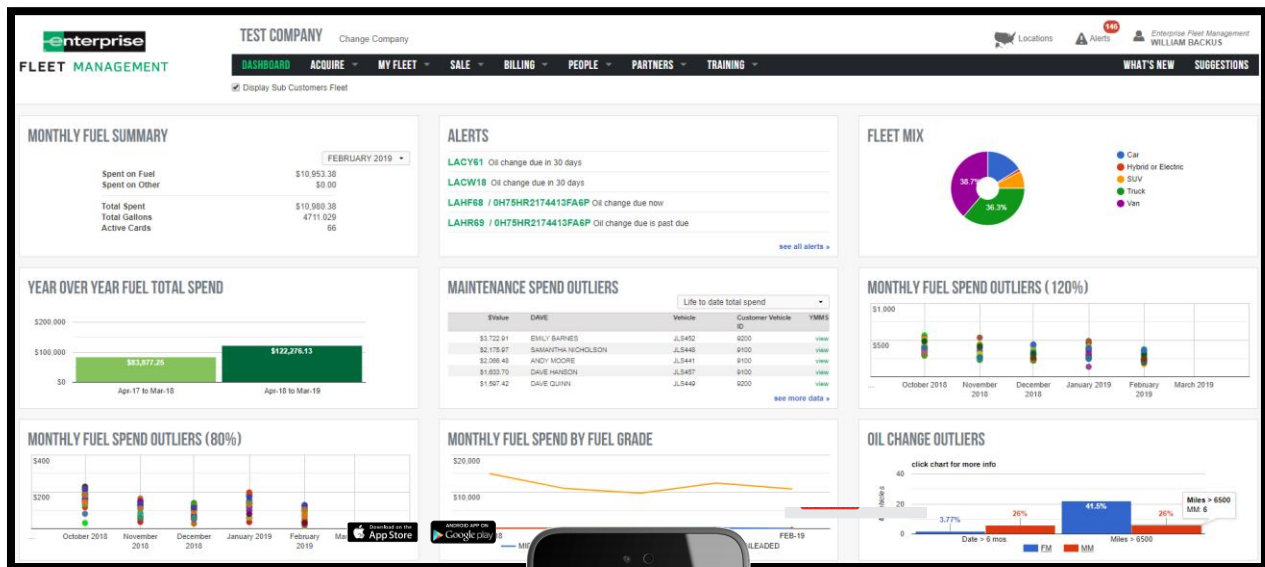 enterprise
FLEET MANAGEMENT
TEST COMPANY Change Company
Locations
Alerts
146
Enterprise Fleet Management
WILLIAM BACKUS
DASHBOARD ACQUIRE MY FLEET SALE BILLING PEOPLE PARTNERS TRAINING WHAT'S NEW SUGGESTIONS
Display Sub Customers Fleet
MONTHLY FUEL SUMMARY
FEBRUARY 2019
Spent on Fuel $10,953.38
Spent on Other $0.00
Total Spent $10,980.38
Total Gallons 4711.029
Active Cards 66
ALERTS
LACY61 Oil change due in 30 days
LACW18 Oil change due in 30 days
LAHF68 / 0H75HR2174413FA6P Oil change due now
LAHR69 / 0H75HR2174413FA6P Oil change due is past due
see all alerts »
FLEET MIX
38.7%
36.3%
Car
Hybrid or Electric
SUV
Truck
Van
YEAR OVER YEAR FUEL TOTAL SPEND
$200,000
$100,000
$0
$83,877.25
$122,276.13
Apr-17 to Mar-18
Apr-18 to Mar-19
MAINTENANCE SPEND OUTLIERS
Life to date total spend
$Value DAVE Vehicle Customer Vehicle ID YMMS
$3,722.91 EMILY BARNES JLS452 9200 view
$2,175.97 SAMANTHA NICHOLSON JLS448 9100 view
$2,066.48 ANDY MOORE JLS441 9100 view
$1,633.70 DAVE HANSON JLS457 9100 view
$1,597.42 DAVE QUINN JLS449 9200 view
see more data »
MONTHLY FUEL SPEND OUTLIERS (120%)
$1,000
$500
... October 2018 November 2018 December 2018 January 2019 February 2019 March 2019
MONTHLY FUEL SPEND OUTLIERS (80%)
$400
$200
... October 2018 November 2018 December 2018 January 2019 February 2019
Download on the
App Store
ANDROID APP ON
Google play
MONTHLY FUEL SPEND BY FUEL GRADE
$20,000
$10,000
FEB-19
OIL CHANGE OUTLIERS
click chart for more info
40
20
0
3.77%
26%
41.5%
26%
Miles > 6500
MM: 6
Date > 6 mos
Miles > 6500
FM MM